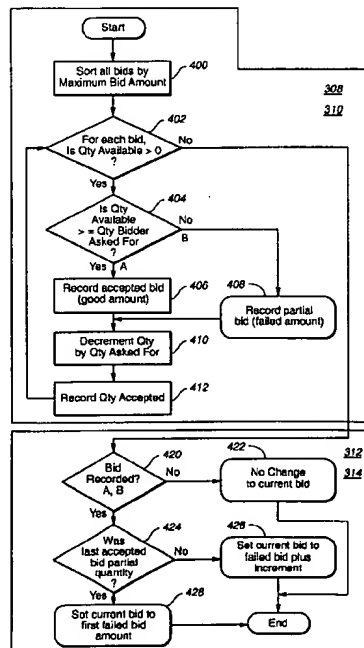 Start
Sort all bids by
Maximum Bid Amount
400
308
310
402
For each bid,
Is Qty Available > 0
?
No
Yes
404
Is Qty
Available
> = Qty Bidder
Asked For
?
No
B
Yes
A
Record accepted bid
(good amount)
406
408
Record partial
bid (failed amount)
Decrement Qty
by Qty Asked For
410
Record Qty Accepted
412
420
Bid
Recorded?
A, B
No
Yes
422
No Change
to current bid
312
314
424
Was
last accepted
bid partial
quantity
?
No
Yes
426
Set current bid to
failed bid plus
Increment
428
Set current bid to
first failed bid
amount
End